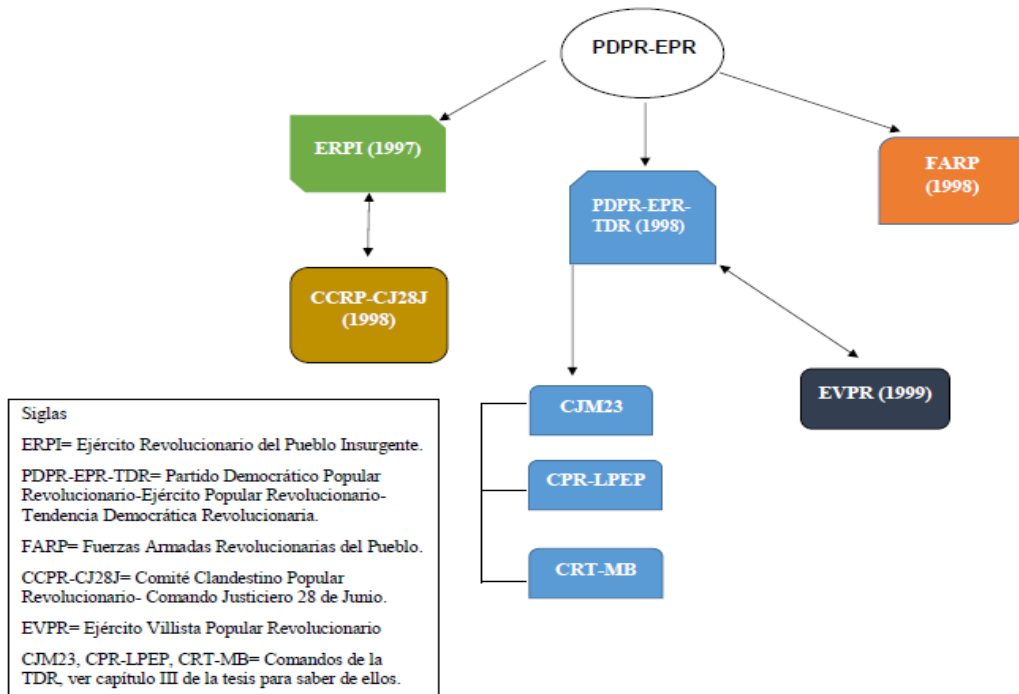 PDPR-EPR
ERPI (1997)
FARP
(1998)
PDPR-EPR-
TDR (1998)
CCRP-CJ28J
(1998)
EVPR (1999)
CJM23
CPR-LPEP
CRT-MB
Siglas
ERPI= Ejército Revolucionario del Pueblo Insurgente.
PDPR-EPR-TDR= Partido Democrático Popular
Revolucionario-Ejército Popular Revolucionario-
Tendencia Democrática Revolucionaria.
FARP= Fuerzas Armadas Revolucionarias del Pueblo.
CCPR-CJ28J= Comité Clandestino Popular
Revolucionario- Comando Justiciero 28 de Junio.
EVPR= Ejército Villista Popular Revolucionario
CJM23, CPR-LPEP, CRT-MB= Comandos de la
TDR, ver capítulo III de la tesis para saber de ellos.